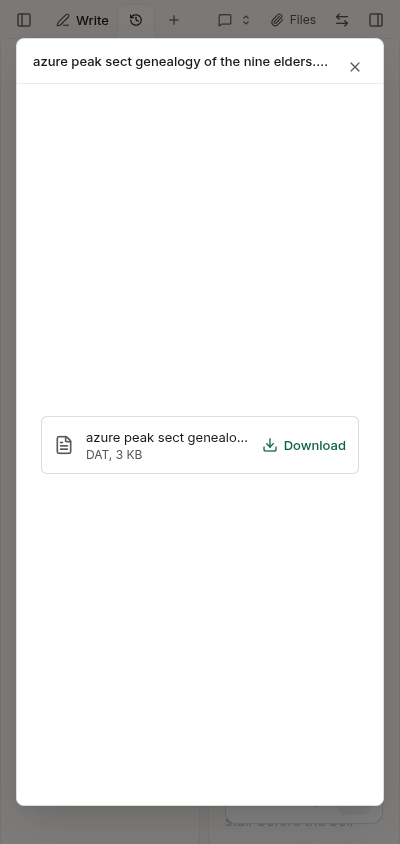 Write
Files
azure peak sect genealogy of the nine elders....
azure peak sect genealo...
DAT, 3 KB
Download